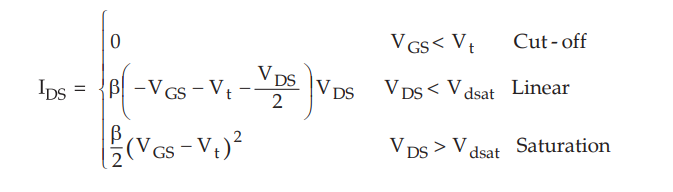 0 V_GS < V_t Cut-off
I_DS = { β(−V_GS − V_t − V_DS/2)V_DS V_DS < V_dsat Linear
β/2 (V_GS − V_t)² V_DS > V_dsat Saturation